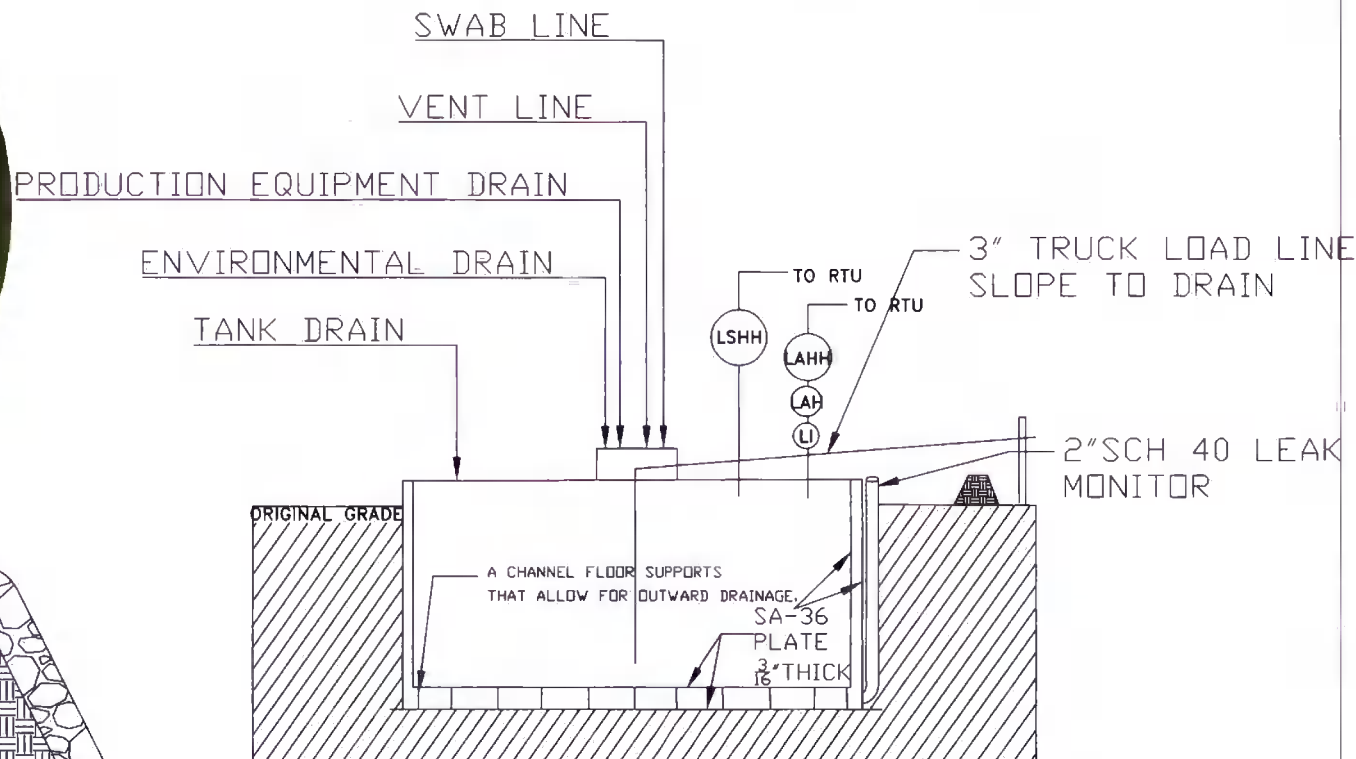 SWAB LINE
VENT LINE
PRODUCTION EQUIPMENT DRAIN
ENVIRONMENTAL DRAIN
TANK DRAIN
TO RTU
TO RTU
3" TRUCK LOAD LINE
SLOPE TO DRAIN
LSHH
LAHH
LAH
LI
2"SCH 40 LEAK
MONITOR
ORIGINAL GRADE
A CHANNEL FLOOR SUPPORTS
THAT ALLOW FOR OUTWARD DRAINAGE.
SA-36
PLATE
3/16"THICK